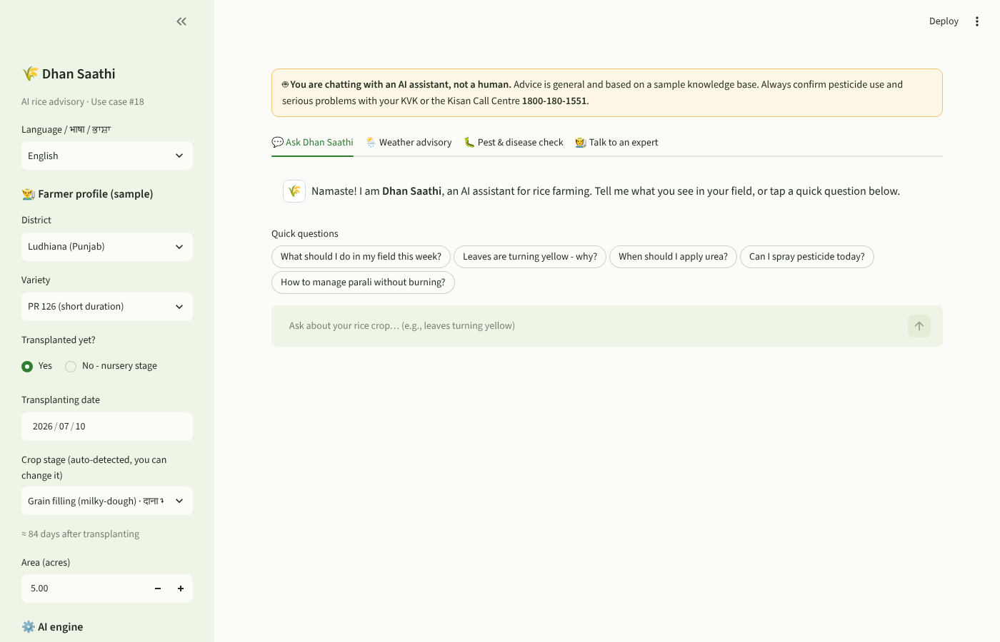 Deploy
Dhan Saathi
AI rice advisory · Use case #18
Language / भाषा / ਭਾਸ਼ਾ
English
Farmer profile (sample)
District
Ludhiana (Punjab)
Variety
PR 126 (short duration)
Transplanted yet?
Yes
No - nursery stage
Transplanting date
2026 / 07 / 10
Crop stage (auto-detected, you can
change it)
Grain filling (milky-dough) · दाना
≈ 84 days after transplanting
Area (acres)
5.00
AI engine
You are chatting with an AI assistant, not a human. Advice is general and based on a sample knowledge base. Always confirm pesticide use and
serious problems with your KVK or the Kisan Call Centre 1800-180-1551.
Ask Dhan Saathi
Weather advisory
Pest & disease check
Talk to an expert
Namaste! I am Dhan Saathi, an AI assistant for rice farming. Tell me what you see in your field, or tap a quick question below.
Quick questions
What should I do in my field this week?
Leaves are turning yellow - why?
When should I apply urea?
Can I spray pesticide today?
How to manage parali without burning?
Ask about your rice crop… (e.g., leaves turning yellow)